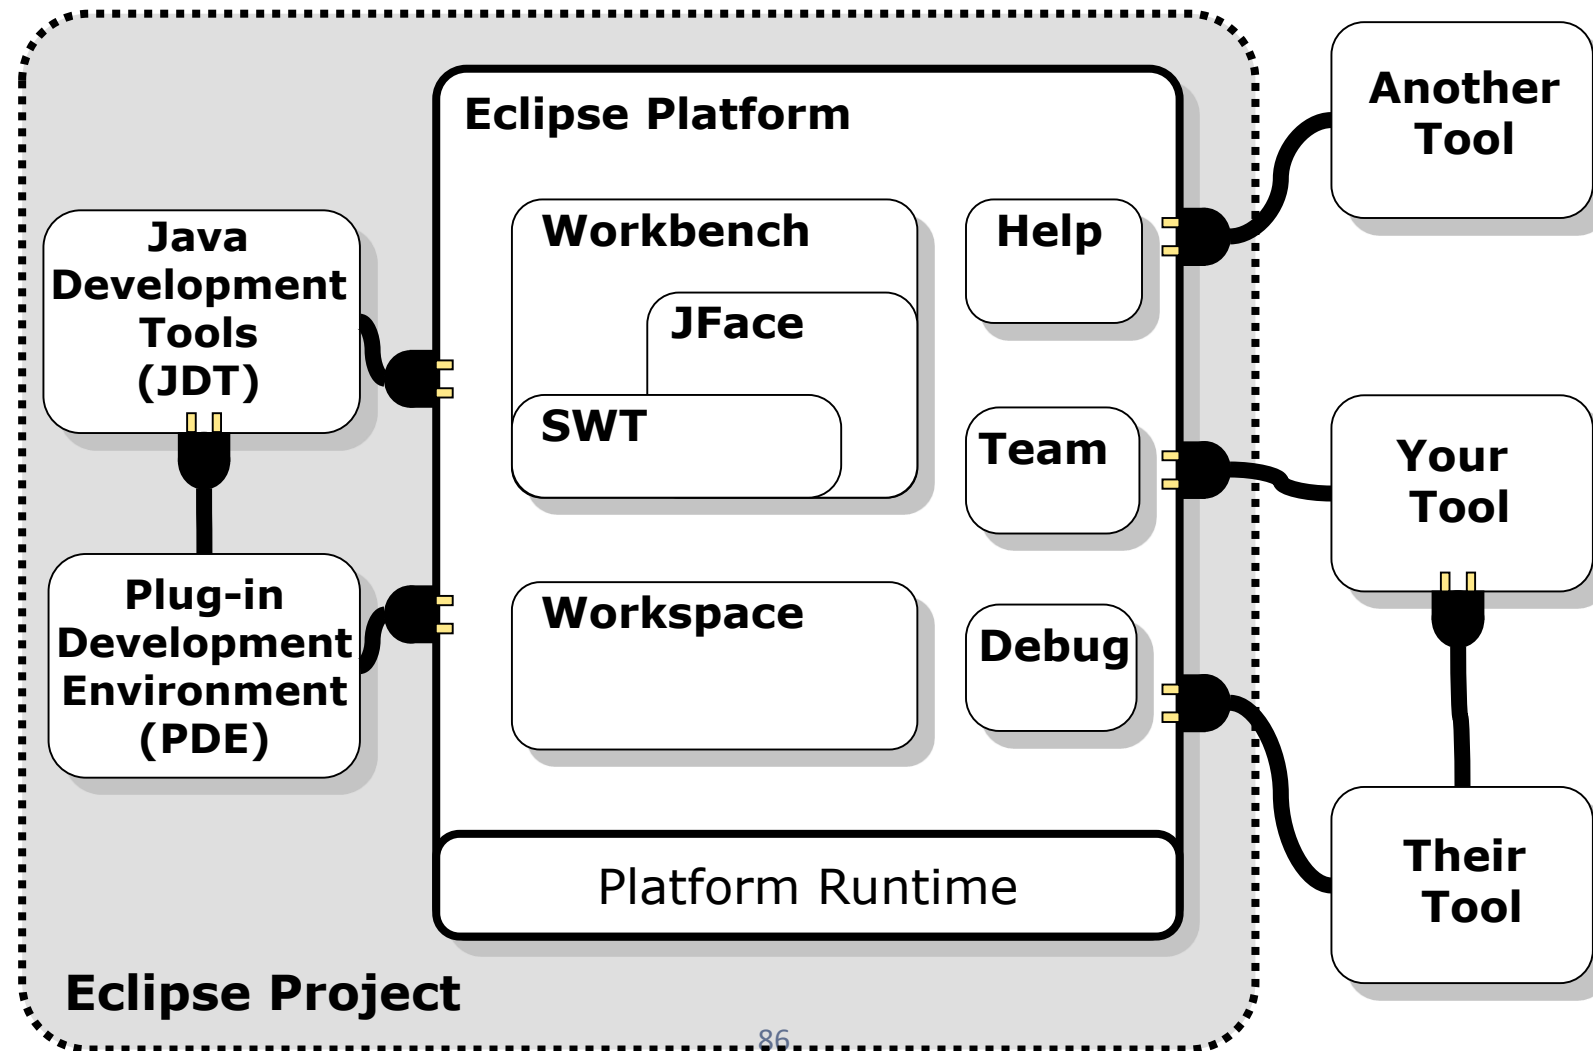 Eclipse Platform
Another
Tool
Workbench
Help
Java
Development
Tools
(JDT)
JFace
SWT
Team
Your
Tool
Plug-in
Development
Environment
(PDE)
Workspace
Debug
Their
Tool
Platform Runtime
Eclipse Project
86